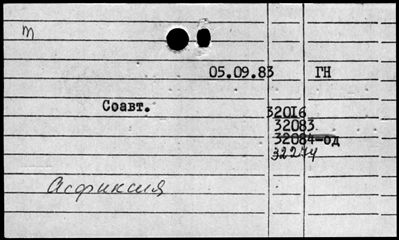 т
05.09.83 ГН
Соавт.
32016
32083
32084-од
32274
Асфиксия